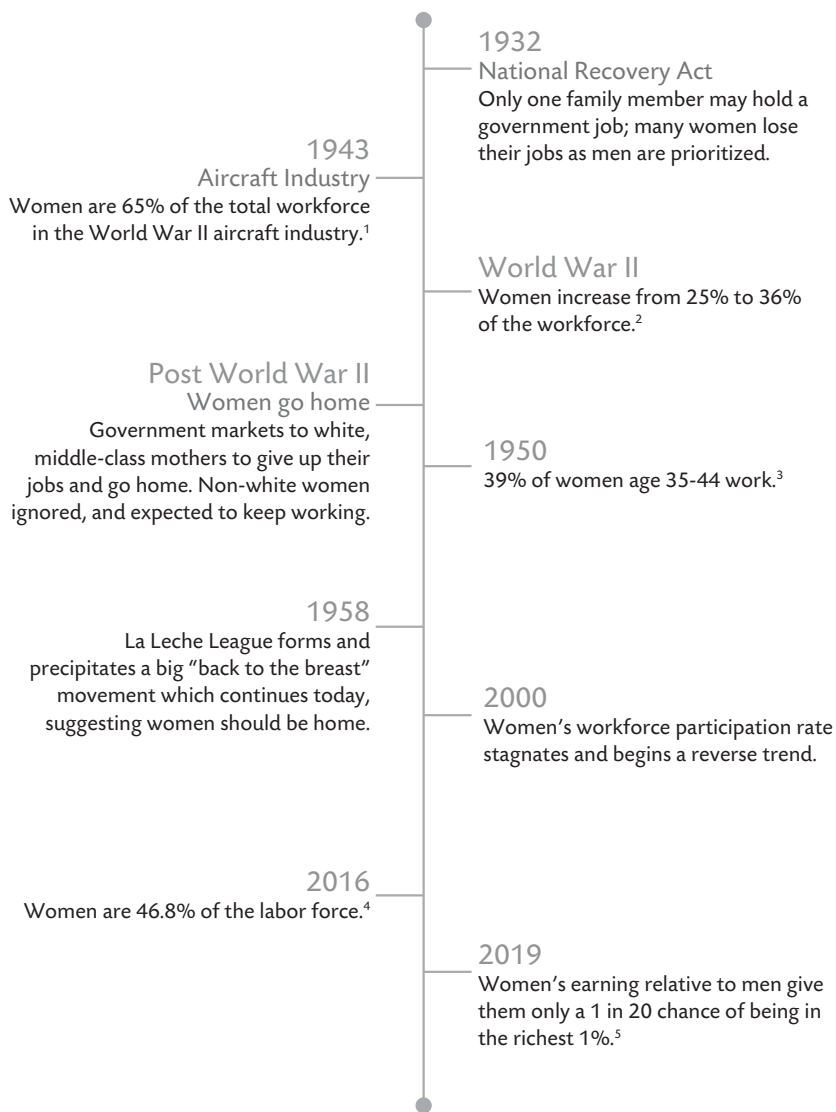 1932
National Recovery Act
Only one family member may hold a
government job; many women lose
their jobs as men are prioritized.
1943
Aircraft Industry
Women are 65% of the total workforce
in the World War II aircraft industry.¹
World War II
Women increase from 25% to 36%
of the workforce.²
Post World War II
Women go home
Government markets to white,
middle-class mothers to give up their
jobs and go home. Non-white women
ignored, and expected to keep working.
1950
39% of women age 35-44 work.³
1958
La Leche League forms and
precipitates a big “back to the breast”
movement which continues today,
suggesting women should be home.
2000
Women’s workforce participation rate
stagnates and begins a reverse trend.
2016
Women are 46.8% of the labor force.⁴
2019
Women’s earning relative to men give
them only a 1 in 20 chance of being in
the richest 1%.⁵